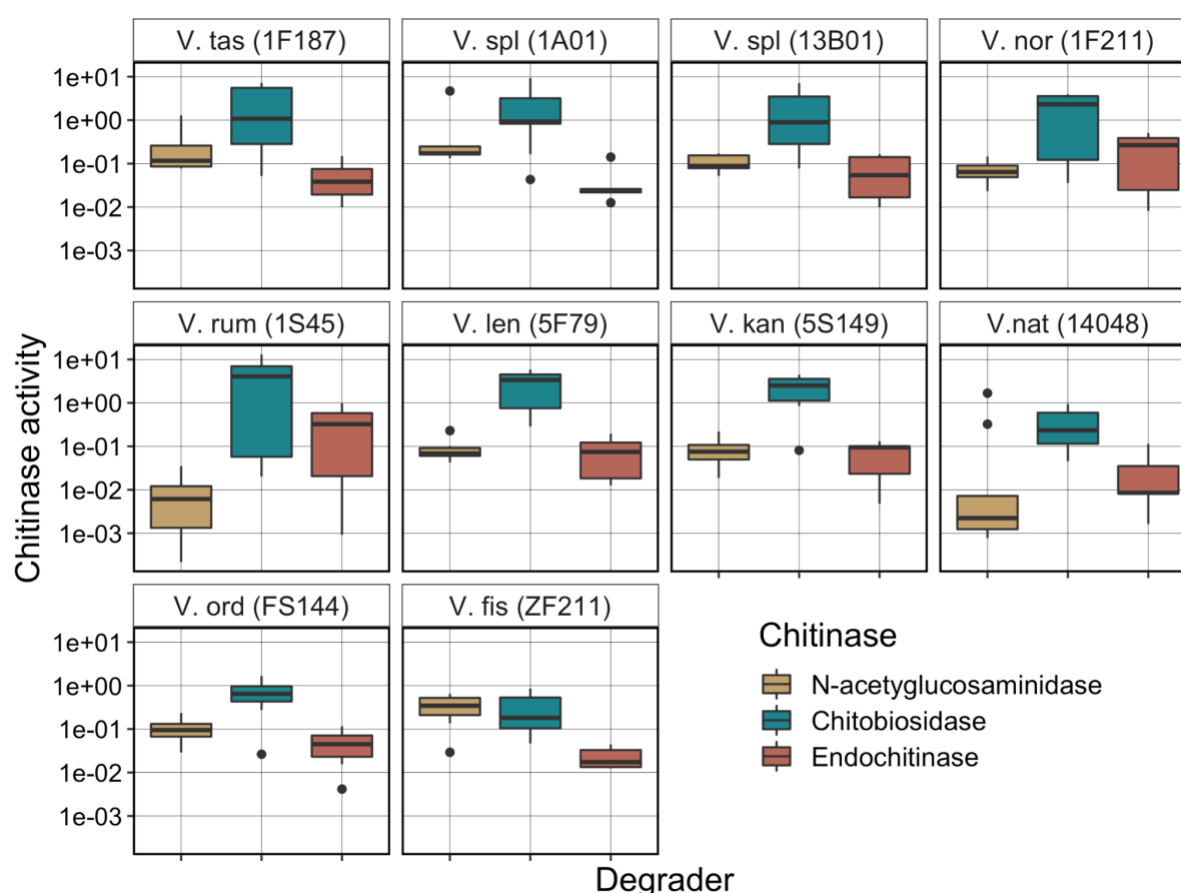 V. tas (1F187) V. spl (1A01) V. spl (13B01) V. nor (1F211)
1e+01
1e+00
1e-01
1e-02
1e-03
V. rum (1S45) V. len (5F79) V. kan (5S149) V.nat (14048)
1e+01
1e+00
1e-01
1e-02
1e-03
V. ord (FS144) V. fis (ZF211)
1e+01
1e+00
1e-01
1e-02
1e-03
Chitinase activity
Degrader
Chitinase
N-acetyglucosaminidase
Chitobiosidase
Endochitinase